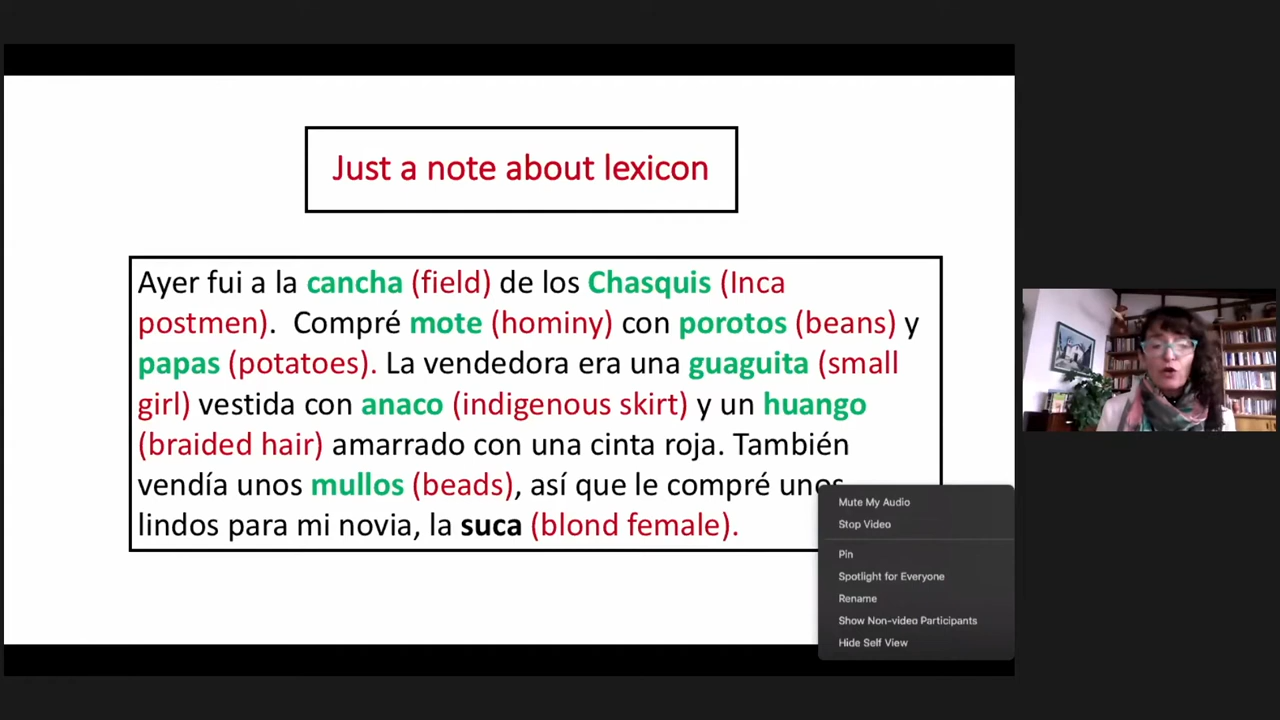 Just a note about lexicon
Ayer fui a la cancha (field) de los Chasquis (Inca
postmen).  Compré mote (hominy) con porotos (beans) y
papas (potatoes). La vendedora era una guaguita (small
girl) vestida con anaco (indigenous skirt) y un huango
(braided hair) amarrado con una cinta roja. También
vendía unos mullos (beads), así que le compré unos
lindos para mi novia, la suca (blond female).
Mute My Audio
Stop Video
Pin
Spotlight for Everyone
Rename
Show Non-video Participants
Hide Self View